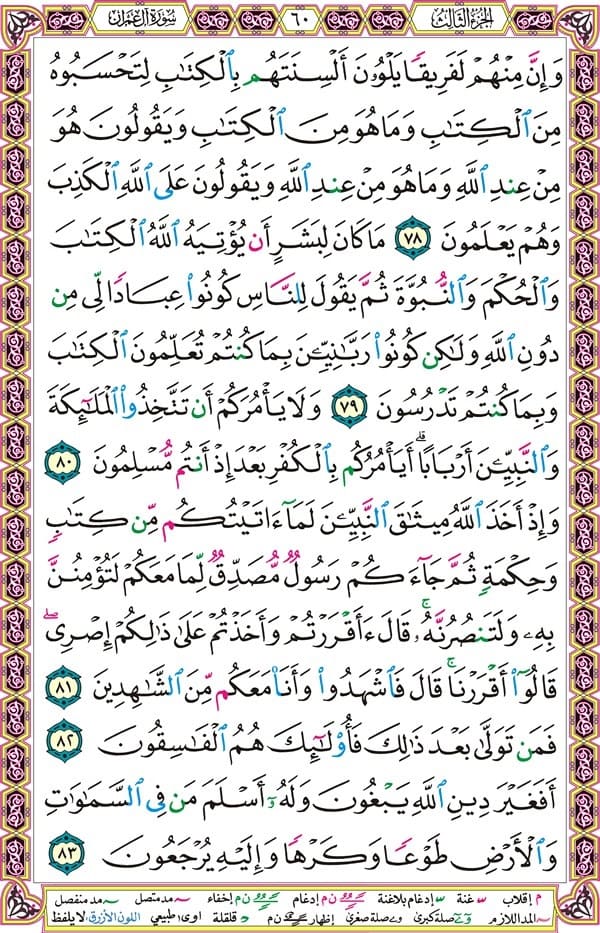 سورة آل عمران ٦٠ الجزء الثالث
وَإِنَّ مِنْهُمْ لَفَرِيقًا يَلْوُۥنَ أَلْسِنَتَهُم بِٱلْكِتَٰبِ لِتَحْسَبُوهُ
مِنَ ٱلْكِتَٰبِ وَمَا هُوَ مِنَ ٱلْكِتَٰبِ وَيَقُولُونَ هُوَ
مِنْ عِندِ ٱللَّهِ وَمَا هُوَ مِنْ عِندِ ٱللَّهِ وَيَقُولُونَ عَلَى ٱللَّهِ ٱلْكَذِبَ
وَهُمْ يَعْلَمُونَ ٧٨ مَا كَانَ لِبَشَرٍ أَن يُؤْتِيَهُ ٱللَّهُ ٱلْكِتَٰبَ
وَٱلْحُكْمَ وَٱلنُّبُوَّةَ ثُمَّ يَقُولَ لِلنَّاسِ كُونُوا۟ عِبَادًا لِّى مِن
دُونِ ٱللَّهِ وَلَٰكِن كُونُوا۟ رَبَّٰنِيِّۦنَ بِمَا كُنتُمْ تُعَلِّمُونَ ٱلْكِتَٰبَ
وَبِمَا كُنتُمْ تَدْرُسُونَ ٧٩ وَلَا يَأْمُرَكُمْ أَن تَتَّخِذُوا۟ ٱلْمَلَٰٓئِكَةَ
وَٱلنَّبِيِّۦنَ أَرْبَابًا ۗ أَيَأْمُرُكُم بِٱلْكُفْرِ بَعْدَ إِذْ أَنتُم مُّسْلِمُونَ ٨٠
وَإِذْ أَخَذَ ٱللَّهُ مِيثَٰقَ ٱلنَّبِيِّۦنَ لَمَآ ءَاتَيْتُكُم مِّن كِتَٰبٍ
وَحِكْمَةٍ ثُمَّ جَآءَكُمْ رَسُولٌ مُّصَدِّقٌ لِّمَا مَعَكُمْ لَتُؤْمِنُنَّ
بِهِۦ وَلَتَنصُرُنَّهُۥ ۚ قَالَ ءَأَقْرَرْتُمْ وَأَخَذْتُمْ عَلَىٰ ذَٰلِكُمْ إِصْرِى ۖ
قَالُوٓا۟ أَقْرَرْنَا ۚ قَالَ فَٱشْهَدُوا۟ وَأَنَا۠ مَعَكُم مِّنَ ٱلشَّٰهِدِينَ ٨١
فَمَن تَوَلَّىٰ بَعْدَ ذَٰلِكَ فَأُو۟لَٰٓئِكَ هُمُ ٱلْفَٰسِقُونَ ٨٢
أَفَغَيْرَ دِينِ ٱللَّهِ يَبْغُونَ وَلَهُۥٓ أَسْلَمَ مَن فِى ٱلسَّمَٰوَٰتِ
وَٱلْأَرْضِ طَوْعًا وَكَرْهًا وَإِلَيْهِ يُرْجَعُونَ ٨٣
م إقلاب غنة إدغام بلاغنة ن م إدغام ن م إخفاء مد متصل مد منفصل
المد اللازم صلة كبرى صلة صغرى إظهار ن م قلقلة اوى طبيعي اللون الأزرق لا يلفظ